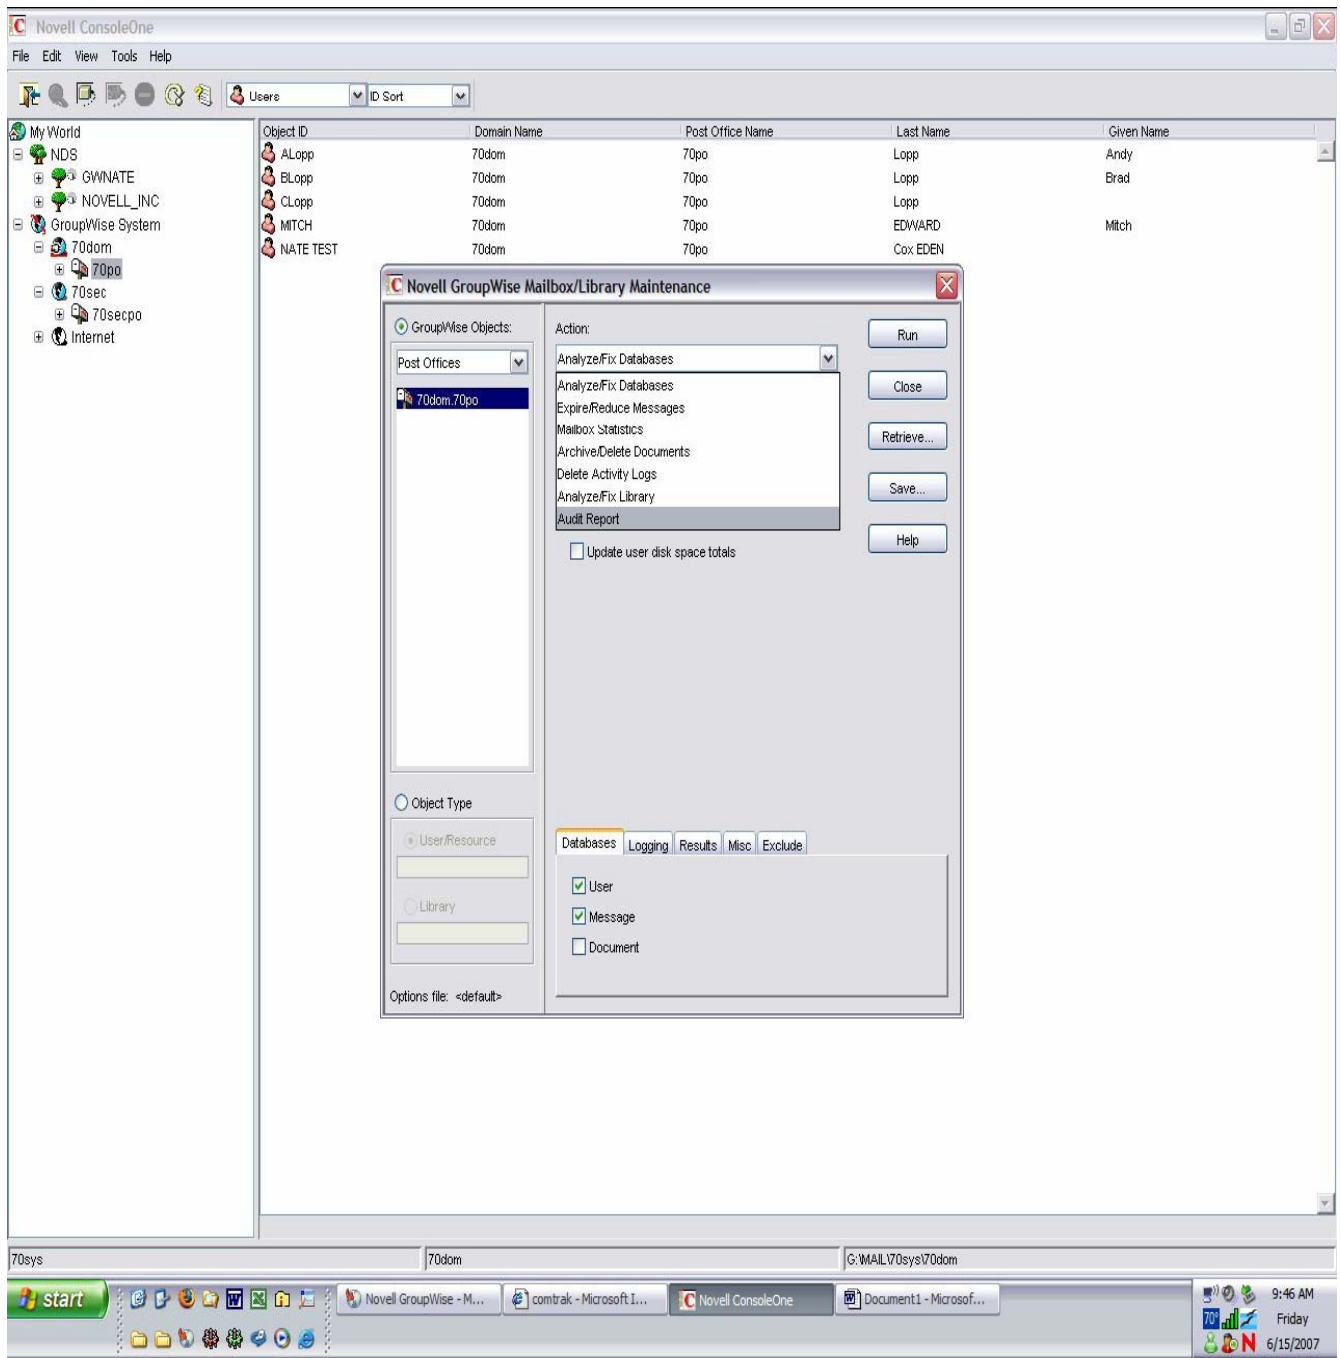 Novell ConsoleOne
File Edit View Tools Help
Users ID Sort
My World
NDS
GWNATE
NOVELL_INC
GroupWise System
70dom
70po
70sec
70secpo
Internet
Object ID Domain Name Post Office Name Last Name Given Name
ALopp 70dom 70po Lopp Andy
BLopp 70dom 70po Lopp Brad
CLopp 70dom 70po Lopp
MITCH 70dom 70po EDWARD Mitch
NATE TEST 70dom 70po Cox EDEN
Novell GroupWise Mailbox/Library Maintenance
GroupWise Objects:
Post Offices
70dom.70po
Object Type
User/Resource
Library
Options file: <default>
Action:
Analyze/Fix Databases
Analyze/Fix Databases
Expire/Reduce Messages
Mailbox Statistics
Archive/Delete Documents
Delete Activity Logs
Analyze/Fix Library
Audit Report
Update user disk space totals
Run
Close
Retrieve...
Save...
Help
Databases Logging Results Misc Exclude
User
Message
Document
70sys 70dom G:\MAIL\70sys\70dom
start Novell GroupWise - M... comtrak - Microsoft I... Novell ConsoleOne Document1 - Microsof...
70°
9:46 AM
Friday
6/15/2007